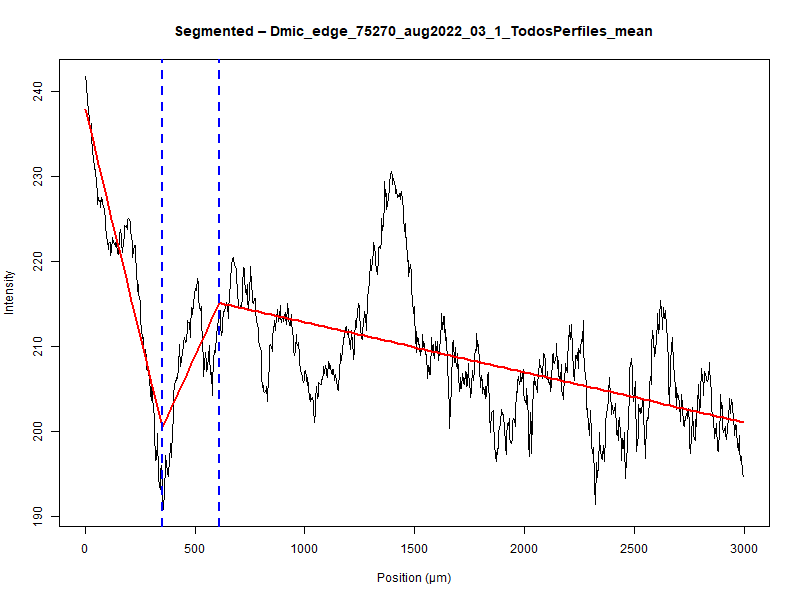 Segmented – Dmic_edge_75270_aug2022_03_1_TodosPerfiles_mean
240
230
220
210
200
190
Intensity
0 500 1000 1500 2000 2500 3000
Position (µm)